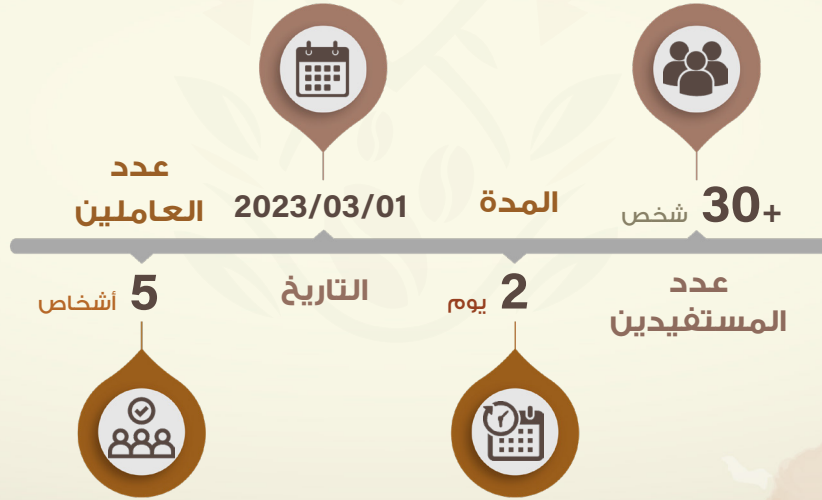 +30 شخص
عدد
المستفيدين
المدة
2 يوم
2023/03/01
التاريخ
عدد
العاملين
5 أشخاص